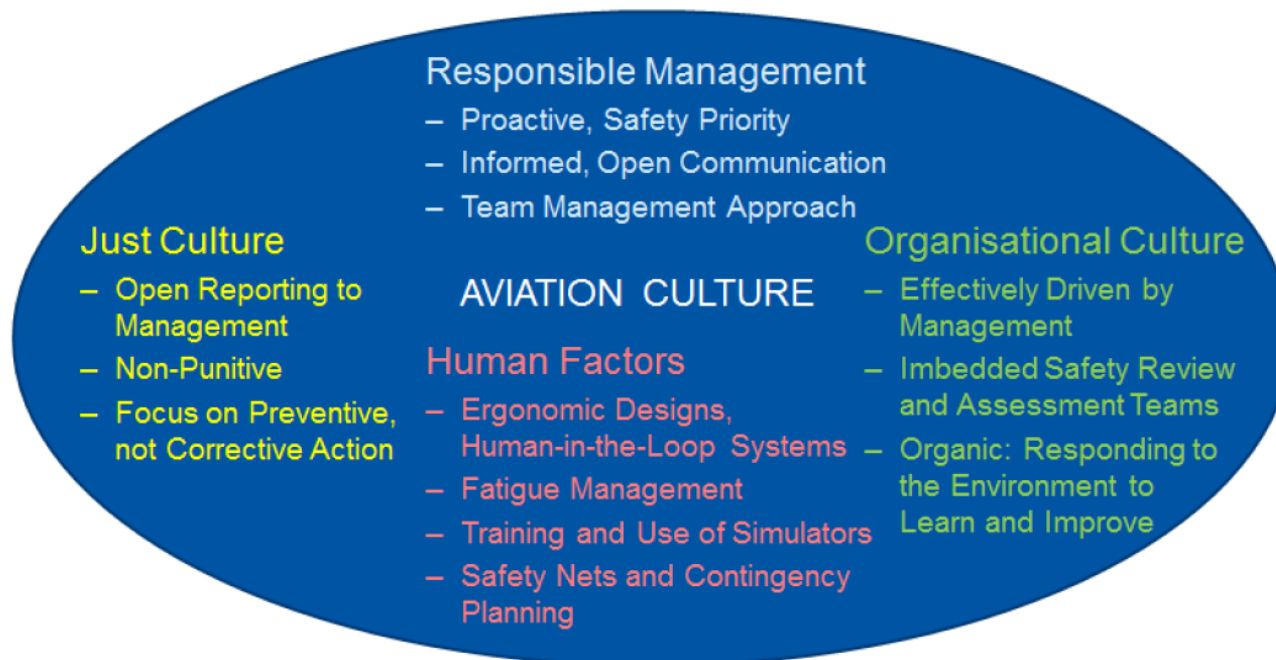 Responsible Management
– Proactive, Safety Priority
– Informed, Open Communication
– Team Management Approach
Just Culture
– Open Reporting to
Management
– Non-Punitive
– Focus on Preventive,
not Corrective Action
AVIATION CULTURE
Human Factors
– Ergonomic Designs,
Human-in-the-Loop Systems
– Fatigue Management
– Training and Use of Simulators
– Safety Nets and Contingency
Planning
Organisational Culture
– Effectively Driven by
Management
– Imbedded Safety Review
and Assessment Teams
– Organic: Responding to
the Environment to
Learn and Improve